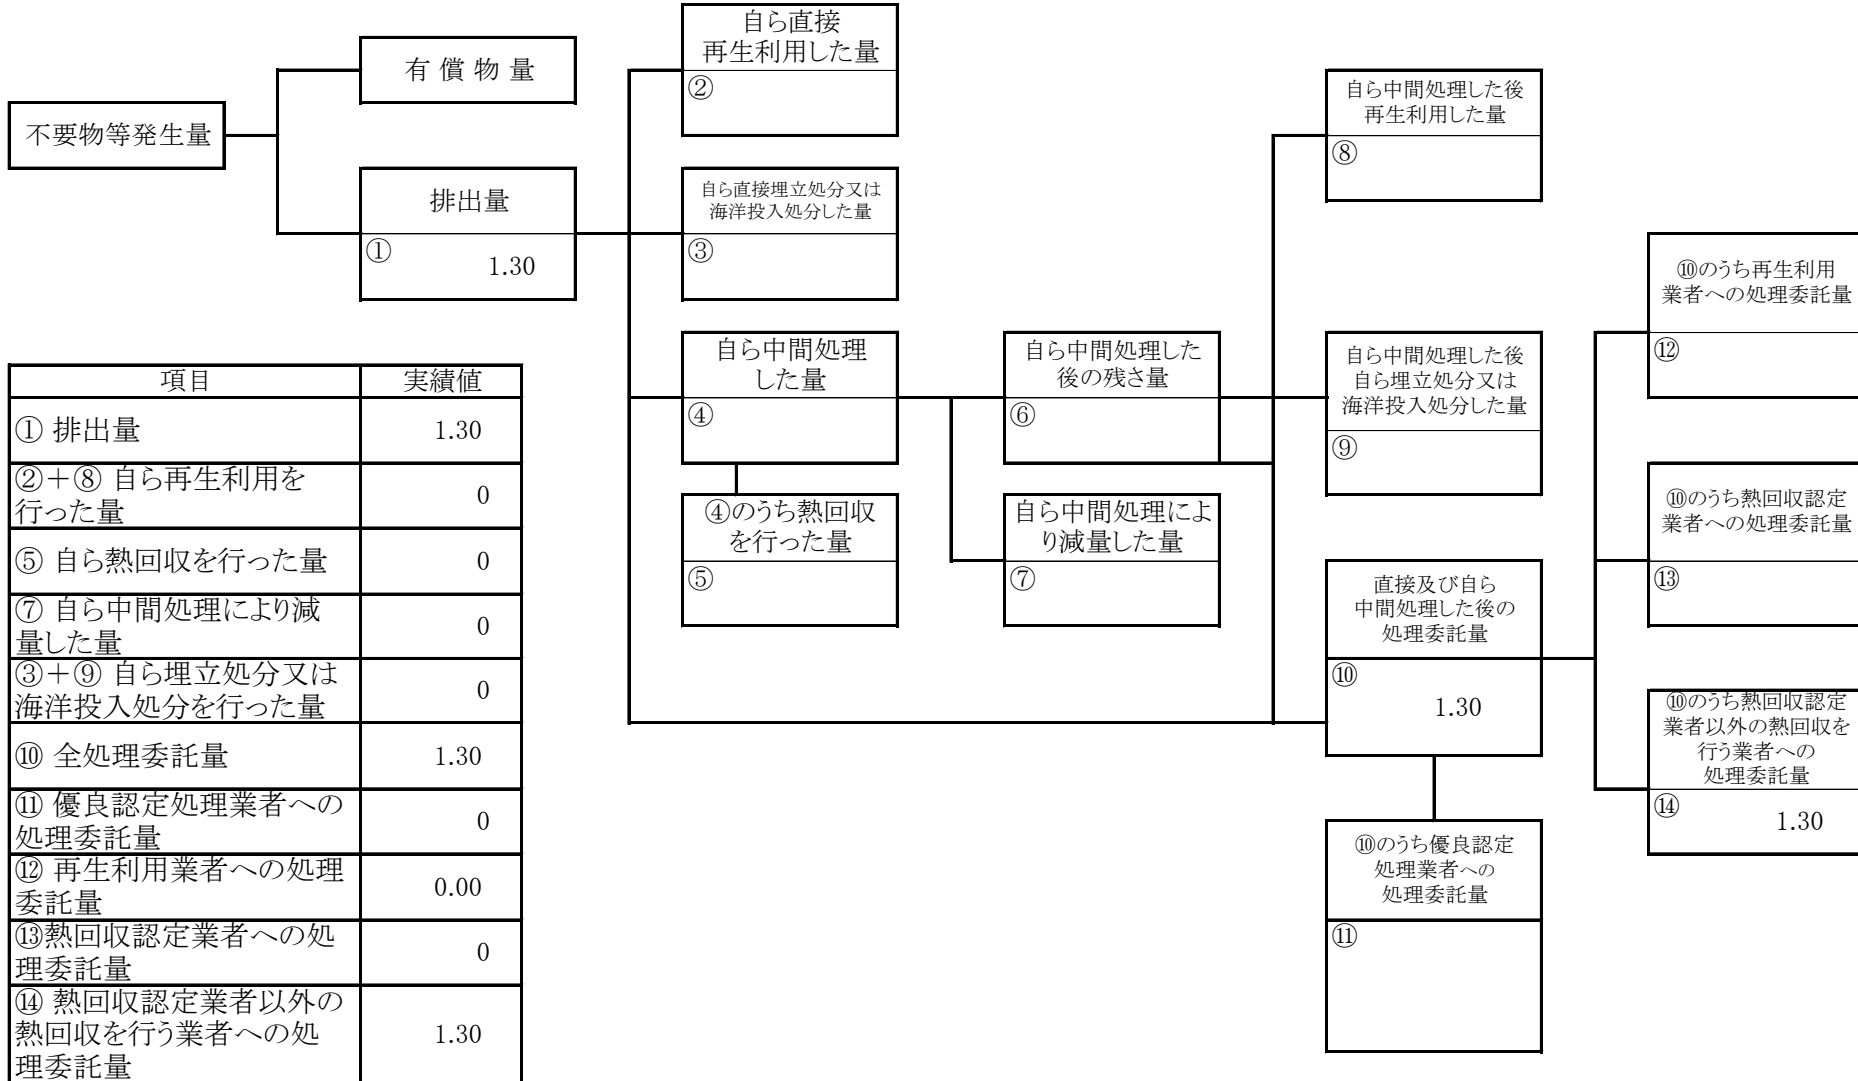 不要物等発生量
有償物量
排出量
①
1.30
自ら直接
再生利用した量
②
自ら直接埋立処分又は
海洋投入処分した量
③
自ら中間処理
した量
④
④のうち熱回収
を行った量
⑤
自ら中間処理した
後の残さ量
⑥
自ら中間処理によ
り減量した量
⑦
自ら中間処理した後
再生利用した量
⑧
自ら中間処理した後
自ら埋立処分又は
海洋投入処分した量
⑨
直接及び自ら
中間処理した後の
処理委託量
⑩
1.30
⑩のうち優良認定
処理業者への
処理委託量
⑪
⑩のうち再生利用
業者への処理委託量
⑫
⑩のうち熱回収認定
業者への処理委託量
⑬
⑩のうち熱回収認定
業者以外の熱回収を
行う業者への
処理委託量
⑭
1.30
項目 実績値
① 排出量 1.30
②＋⑧ 自ら再生利用を
行った量 0
⑤ 自ら熱回収を行った量 0
⑦ 自ら中間処理により減
量した量 0
③＋⑨ 自ら埋立処分又は
海洋投入処分を行った量 0
⑩ 全処理委託量 1.30
⑪ 優良認定処理業者への
処理委託量 0
⑫ 再生利用業者への処理
委託量 0.00
⑬熱回収認定業者への処
理委託量 0
⑭ 熱回収認定業者以外の
熱回収を行う業者への処
理委託量 1.30